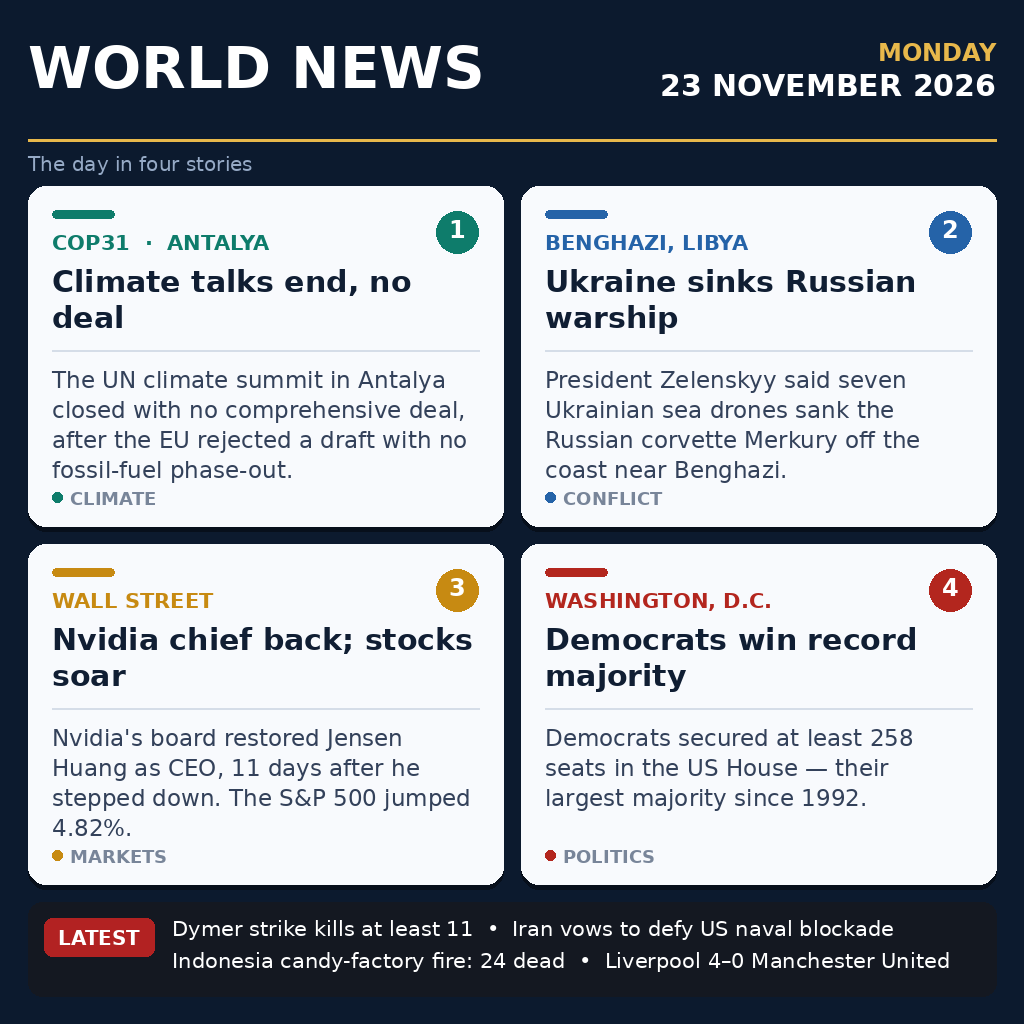 WORLD NEWS
MONDAY
23 NOVEMBER 2026
The day in four stories
COP31 · ANTALYA
1
Climate talks end, no
deal
The UN climate summit in Antalya
closed with no comprehensive deal,
after the EU rejected a draft with no
fossil-fuel phase-out.
CLIMATE
BENGHAZI, LIBYA
2
Ukraine sinks Russian
warship
President Zelenskyy said seven
Ukrainian sea drones sank the
Russian corvette Merkury off the
coast near Benghazi.
CONFLICT
WALL STREET
3
Nvidia chief back; stocks
soar
Nvidia's board restored Jensen
Huang as CEO, 11 days after he
stepped down. The S&P 500 jumped
4.82%.
MARKETS
WASHINGTON, D.C.
4
Democrats win record
majority
Democrats secured at least 258
seats in the US House — their
largest majority since 1992.
POLITICS
LATEST
Dymer strike kills at least 11 • Iran vows to defy US naval blockade
Indonesia candy-factory fire: 24 dead • Liverpool 4–0 Manchester United